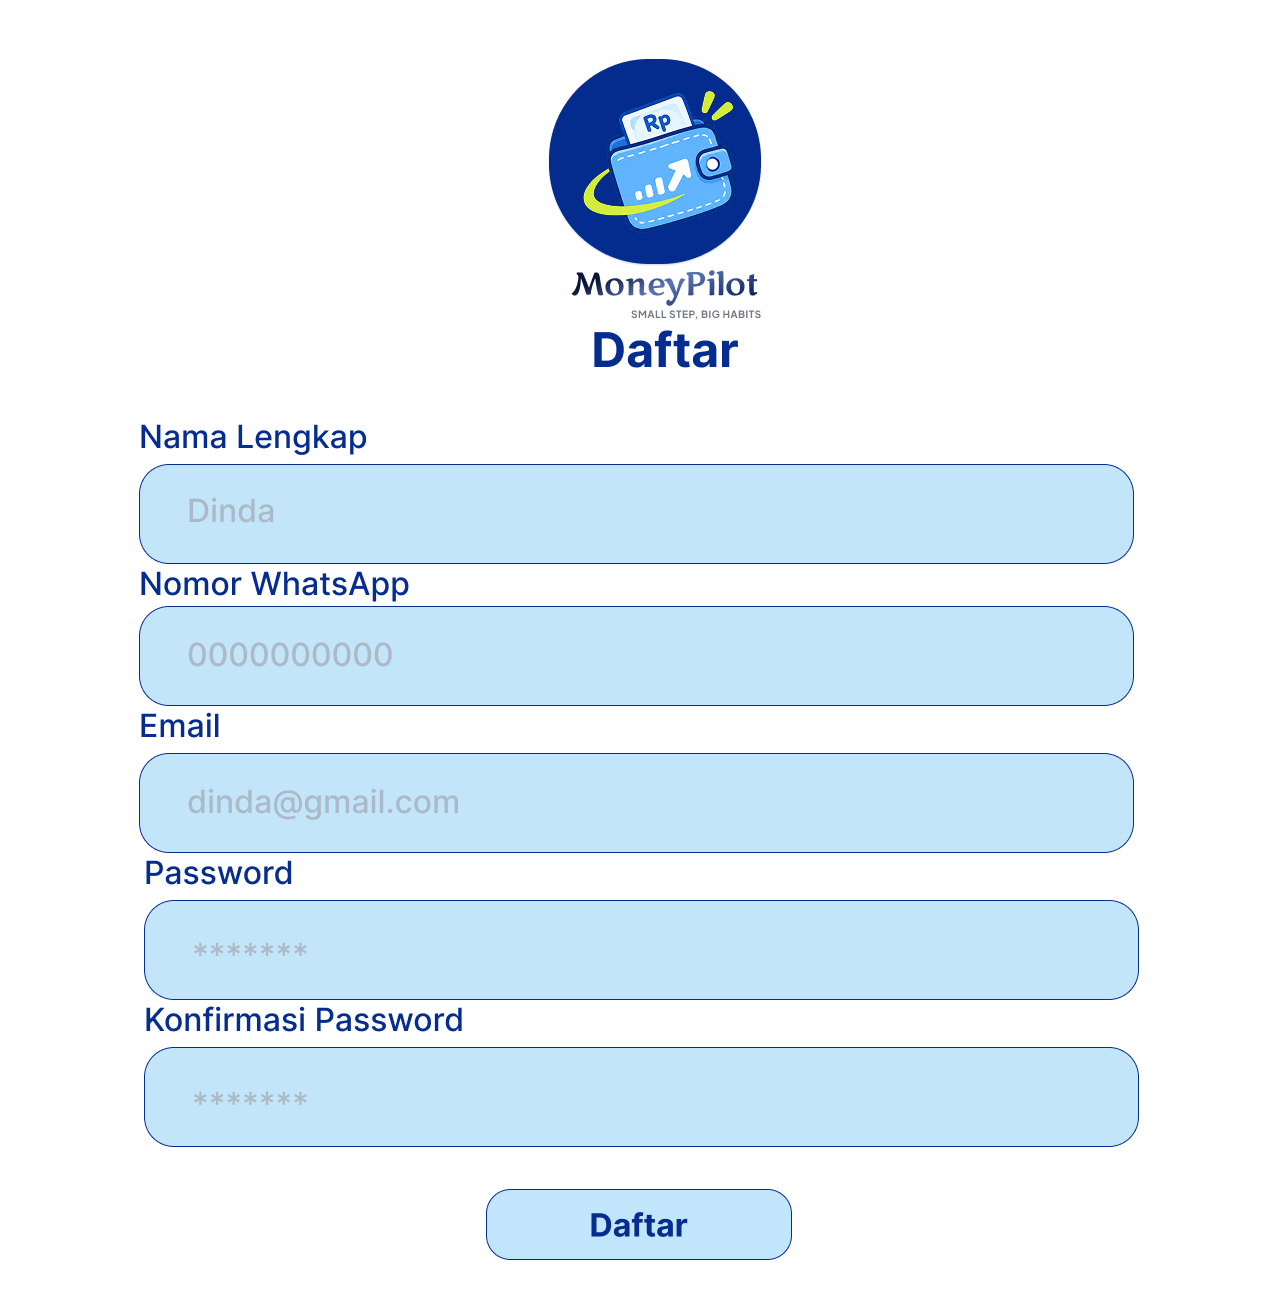 Rp
MoneyPilot
SMALL STEP, BIG HABITS
Daftar
Nama Lengkap
Dinda
Nomor WhatsApp
0000000000
Email
dinda@gmail.com
Password
*******
Konfirmasi Password
*******
Daftar